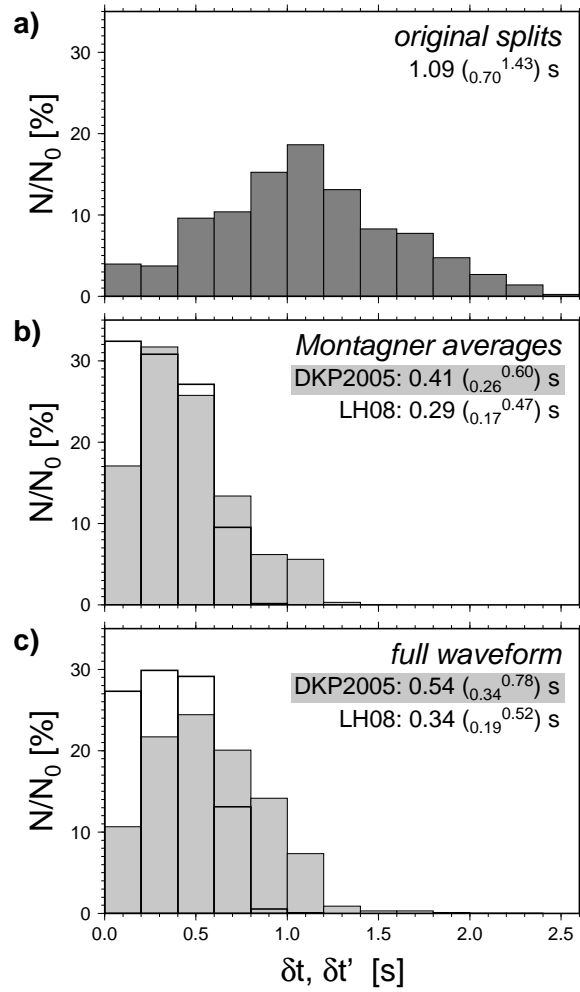 a)
original splits
1.09 (0.70 1.43) s
30
20
10
0
N/N0 [%]
b)
Montagner averages
DKP2005: 0.41 (0.26 0.60) s
LH08: 0.29 (0.17 0.47) s
30
20
10
0
N/N0 [%]
c)
full waveform
DKP2005: 0.54 (0.34 0.78) s
LH08: 0.34 (0.19 0.52) s
30
20
10
0
N/N0 [%]
0.0 0.5 1.0 1.5 2.0 2.5
δt, δt’ [s]